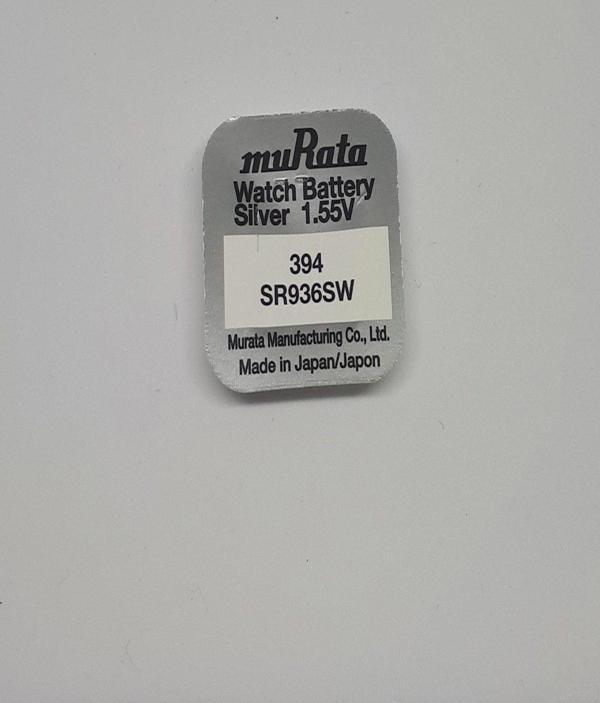 muRata
Watch Battery
Silver 1.55V
394
SR936SW
Murata Manufacturing Co., Ltd.
Made in Japan/Japon